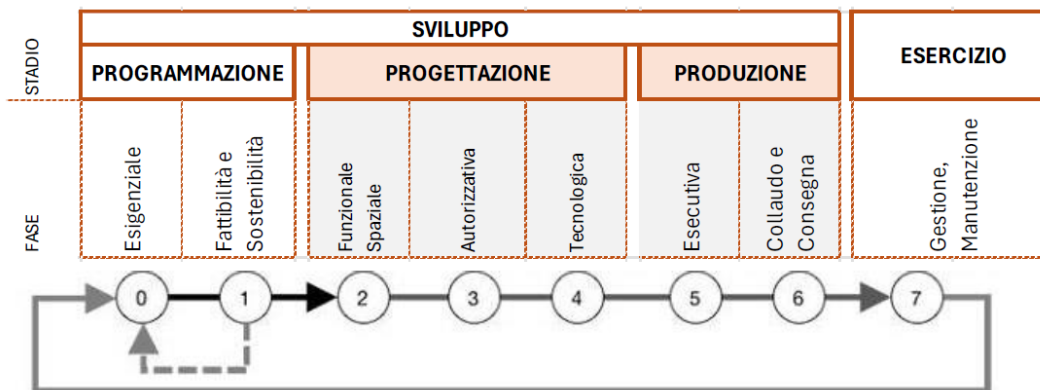 STADIO
SVILUPPO
PROGRAMMAZIONE
PROGETTAZIONE
PRODUZIONE
ESERCIZIO
FASE
Esigenziale
Fattibilità e
Sostenibilità
Funzionale
Spaziale
Autorizzativa
Tecnologica
Esecutiva
Collaudo e
Consegna
Gestione,
Manutenzione
0
1
2
3
4
5
6
7